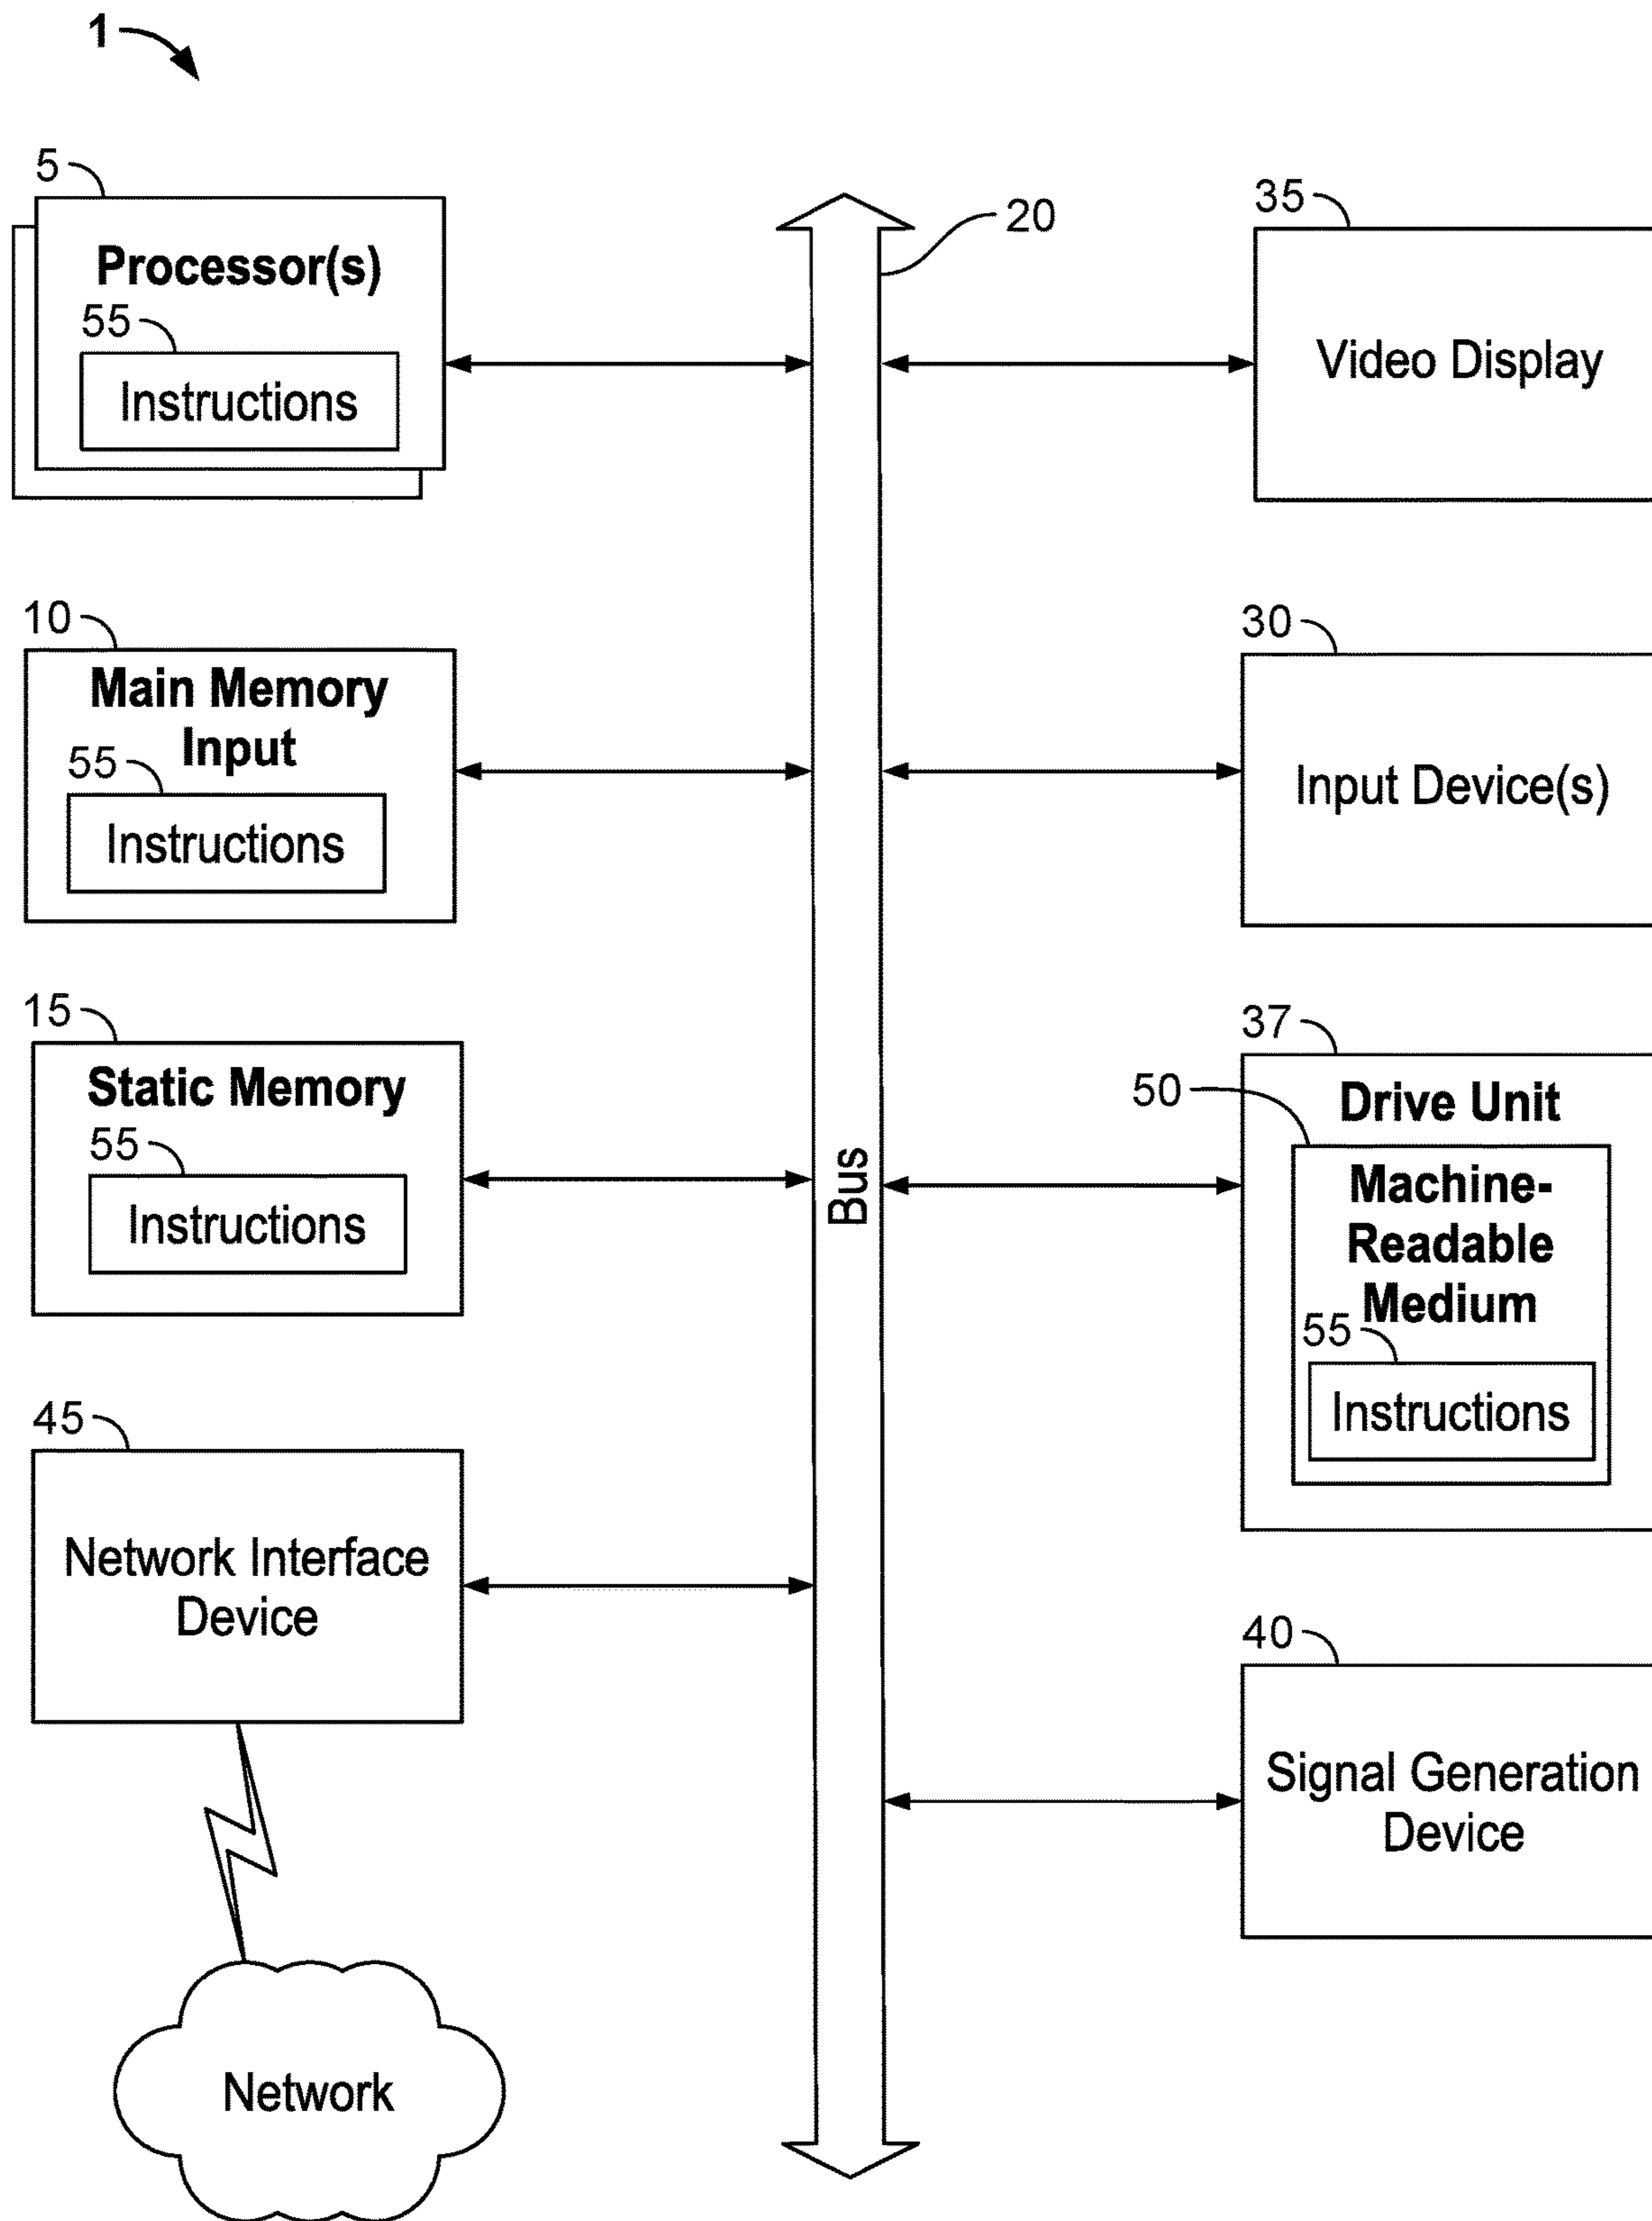 1
5
Processor(s)
55
Instructions
10
Main Memory
Input
55
Instructions
15
Static Memory
55
Instructions
45
Network Interface
Device
Network
20
Bus
35
Video Display
30
Input Device(s)
37
Drive Unit
50
Machine-
Readable
Medium
55
Instructions
40
Signal Generation
Device